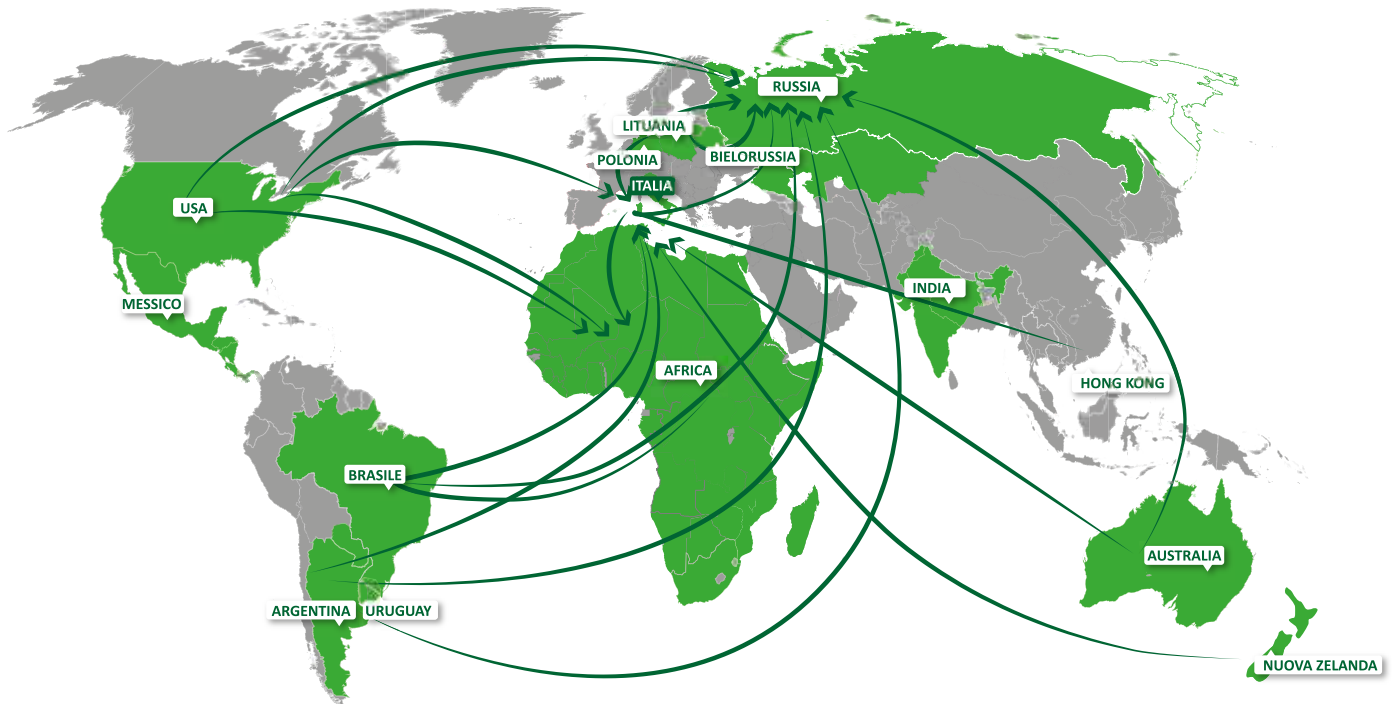 RUSSIA
LITUANIA
POLONIA
BIELORUSSIA
ITALIA
USA
INDIA
MESSICO
AFRICA
HONG KONG
BRASILE
AUSTRALIA
ARGENTINA
URUGUAY
NUOVA ZELANDA